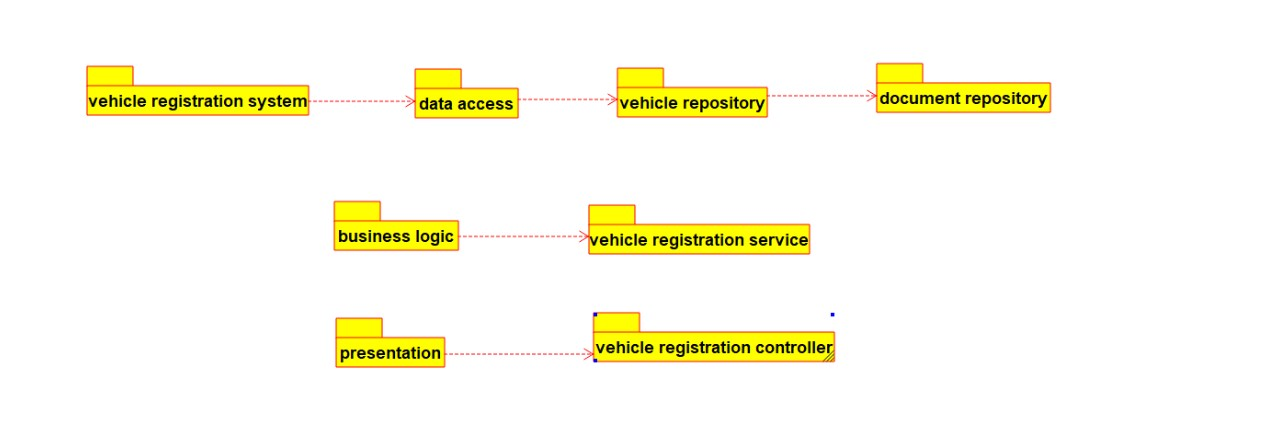 vehicle registration system
data access
vehicle repository
document repository
business logic
vehicle registration service
presentation
vehicle registration controller